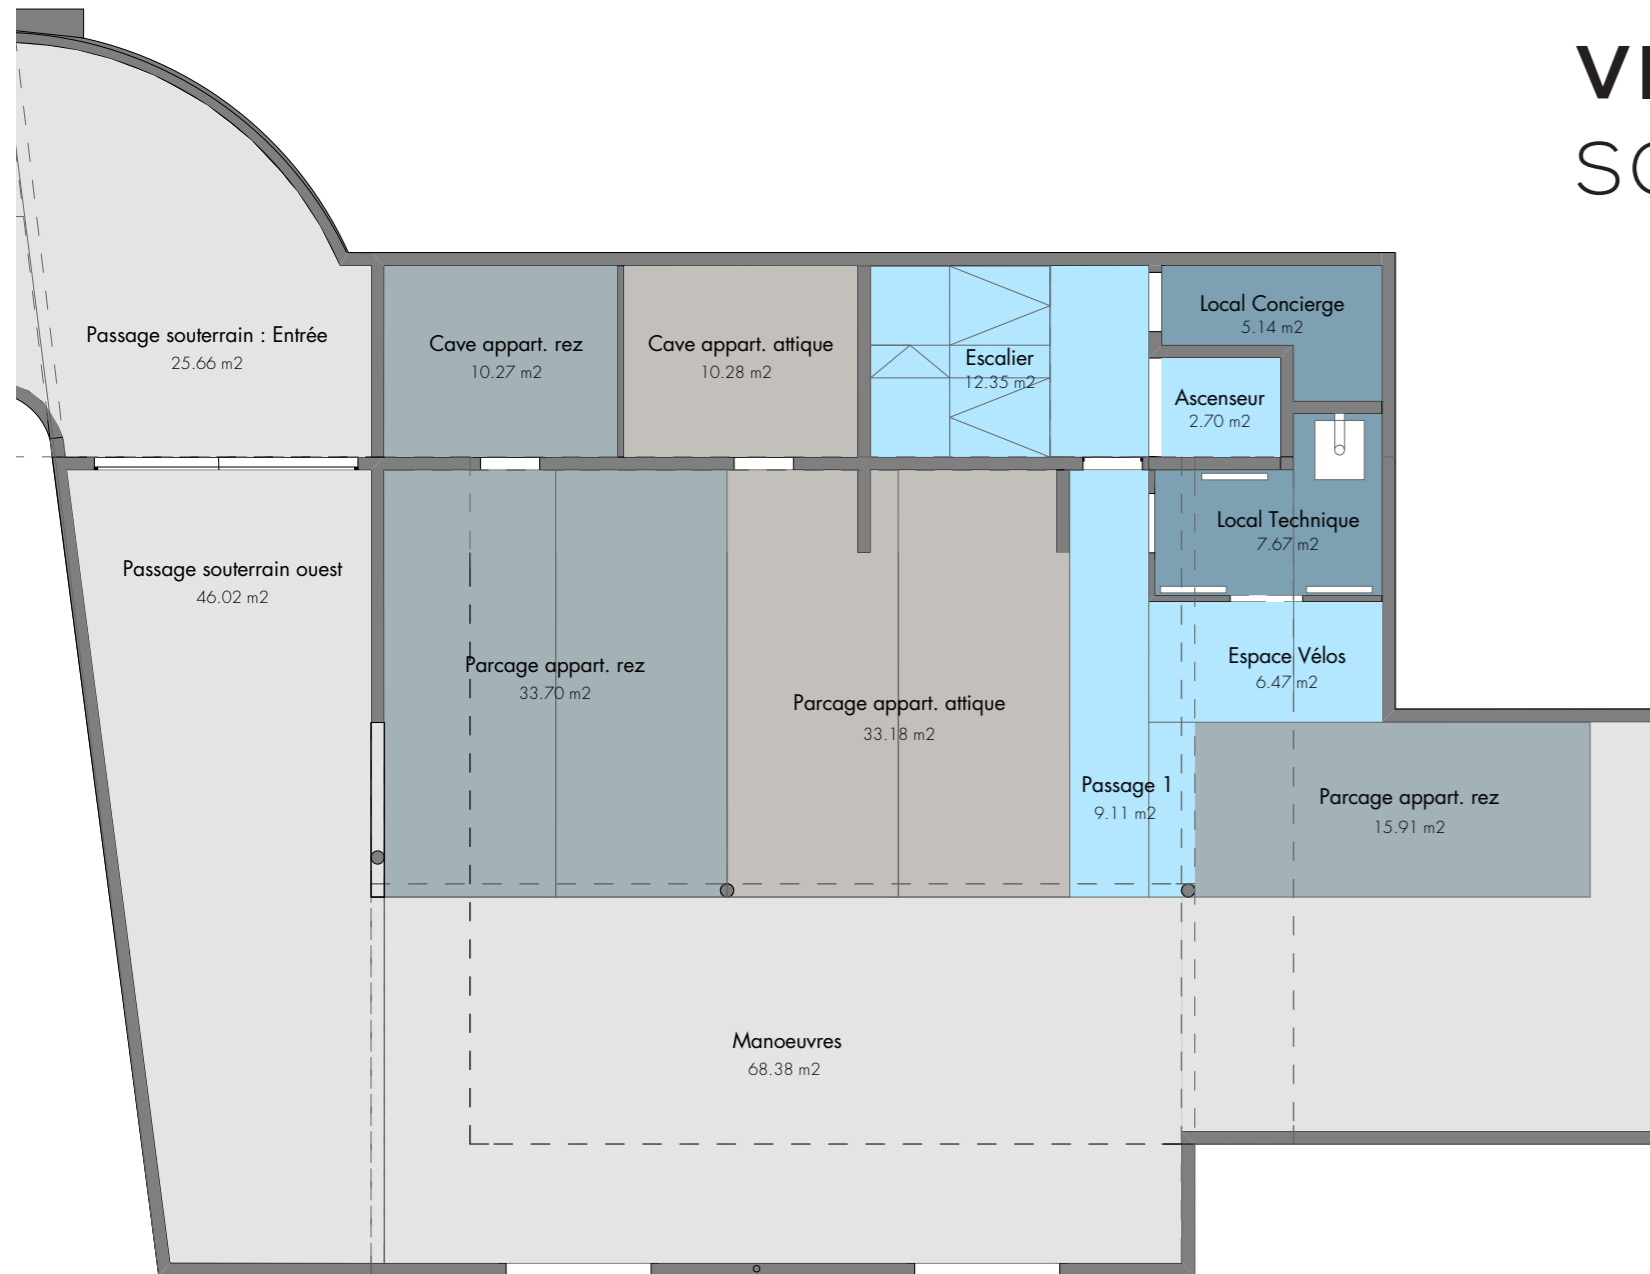 Passage souterrain : Entrée
25.66 m2
Cave appart. rez
10.27 m2
Cave appart. attique
10.28 m2
Escalier
12.35 m2
Local Concierge
5.14 m2
Ascenseur
2.70 m2
Passage souterrain ouest
46.02 m2
Local Technique
7.67 m2
Parcage appart. rez
33.70 m2
Parcage appart. attique
33.18 m2
Espace Vélos
6.47 m2
Passage 1
9.11 m2
Parcage appart. rez
15.91 m2
Manoeuvres
68.38 m2